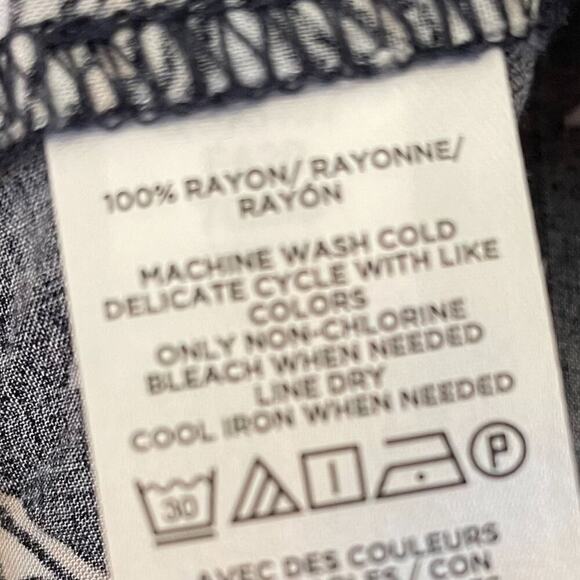 100% RAYON/ RAYONNE/
RAYÓN
MACHINE WASH COLD
DELICATE CYCLE WITH LIKE
COLORS
ONLY NON-CHLORINE
BLEACH WHEN NEEDED
LINE DRY
COOL IRON WHEN NEEDED
30 P
AVEC DES COULEURS
/ CON